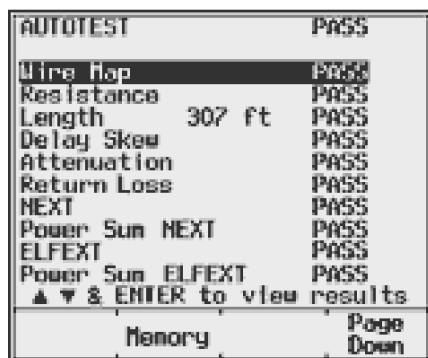 AUTOTEST PASS
Wire Map PASS
Resistance PASS
Length 307 ft PASS
Delay Skew PASS
Attenuation PASS
Return Loss PASS
NEXT PASS
Power Sum NEXT PASS
ELFEXT PASS
Power Sum ELFEXT PASS
▲ ▼ & ENTER to view results
Memory Page Down